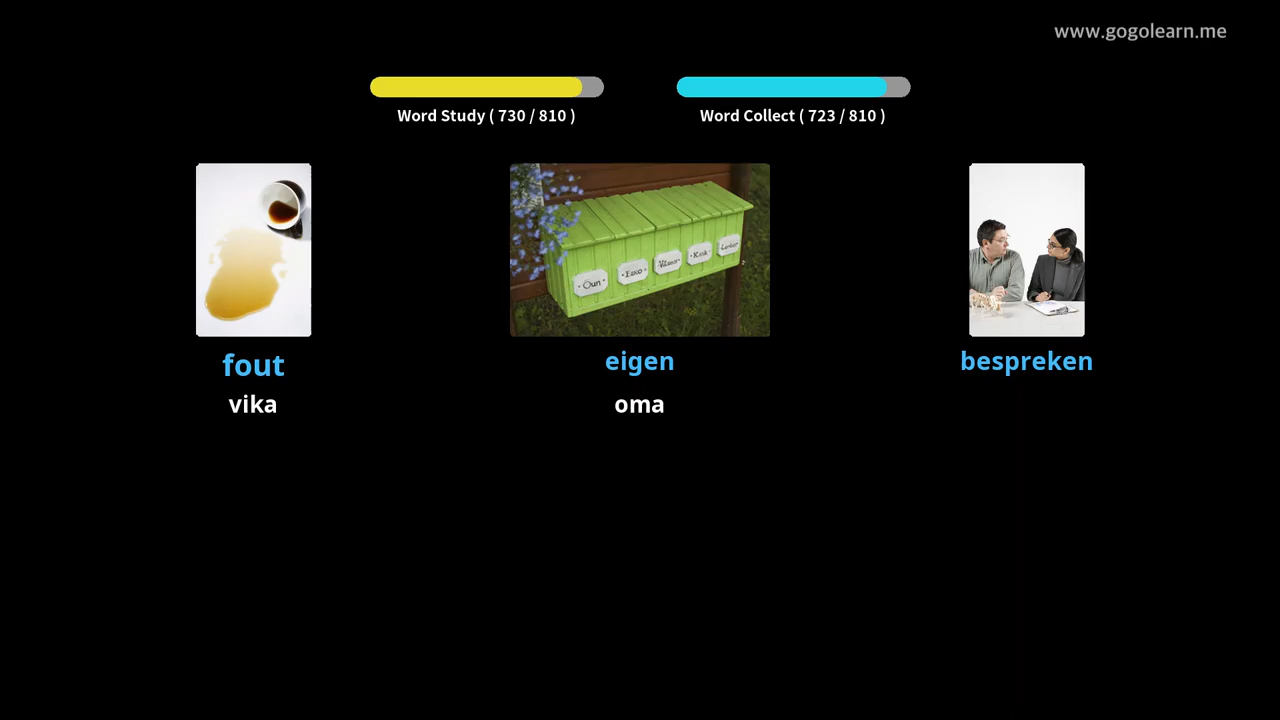 www.gogolearn.me
Word Study ( 730 / 810 )
Word Collect ( 723 / 810 )
fout
eigen
bespreken
vika
oma